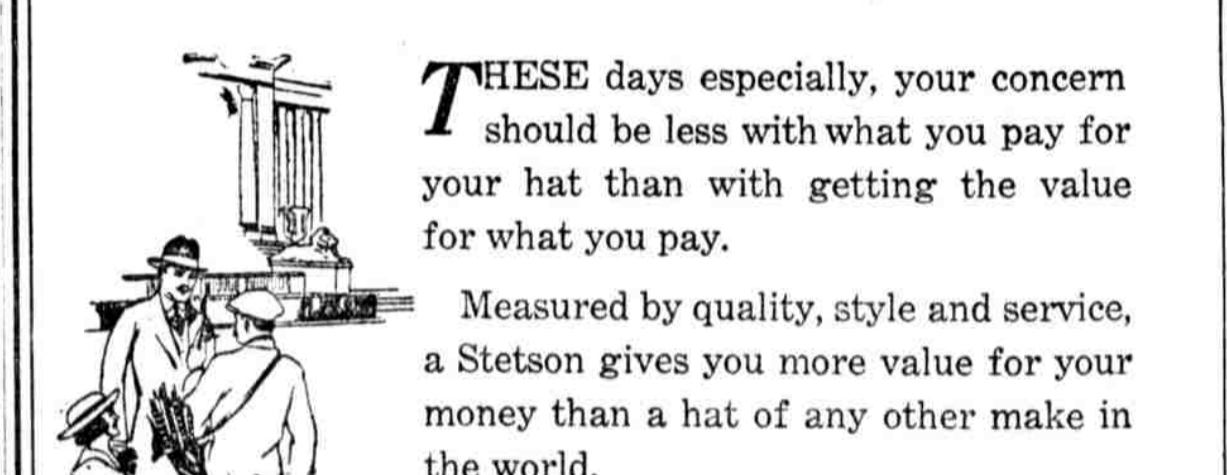 THESE days especially, your concern
should be less with what you pay for
your hat than with getting the value
for what you pay.
Measured by quality, style and service,
a Stetson gives you more value for your
money than a hat of any other make in
the world.